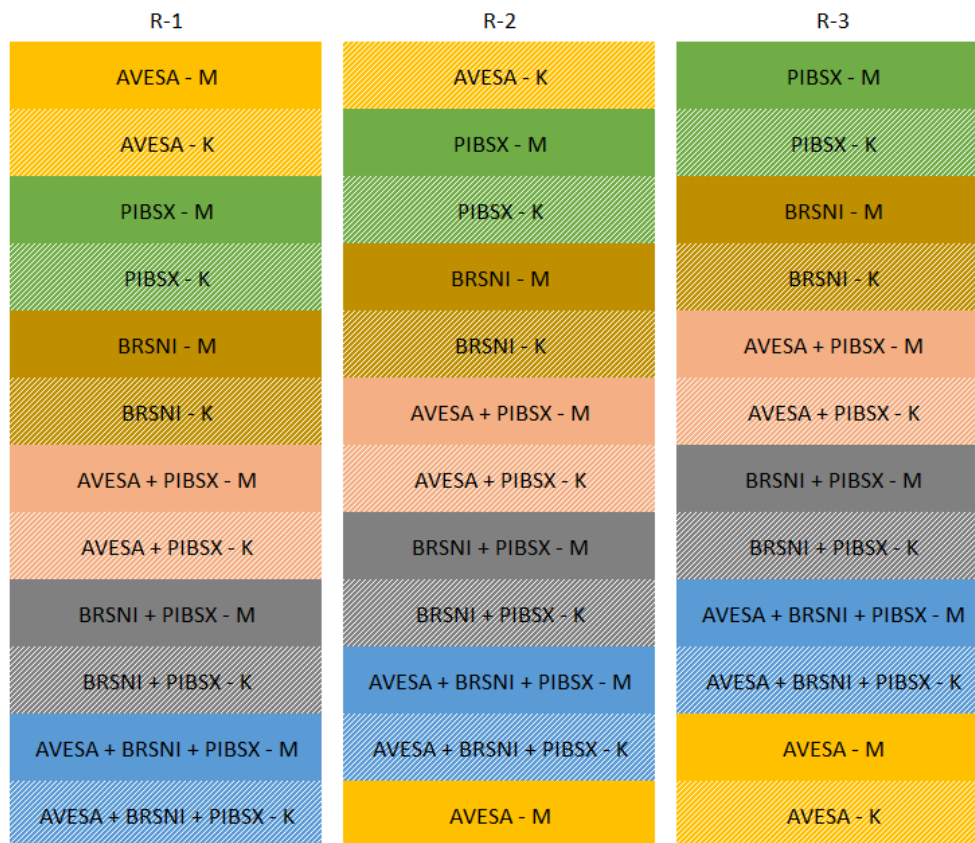 R-1 R-2 R-3
AVESA - M AVESA - K PIBSX - M
AVESA - K PIBSX - M PIBSX - K
PIBSX - M PIBSX - K BRSNI - M
PIBSX - K BRSNI - M BRSNI - K
BRSNI - M BRSNI - K AVESA + PIBSX - M
BRSNI - K AVESA + PIBSX - M AVESA + PIBSX - K
AVESA + PIBSX - M AVESA + PIBSX - K BRSNI + PIBSX - M
AVESA + PIBSX - K BRSNI + PIBSX - M BRSNI + PIBSX - K
BRSNI + PIBSX - M BRSNI + PIBSX - K AVESA + BRSNI + PIBSX - M
BRSNI + PIBSX - K AVESA + BRSNI + PIBSX - M AVESA + BRSNI + PIBSX - K
AVESA + BRSNI + PIBSX - M AVESA + BRSNI + PIBSX - K AVESA - M
AVESA + BRSNI + PIBSX - K AVESA - M AVESA - K